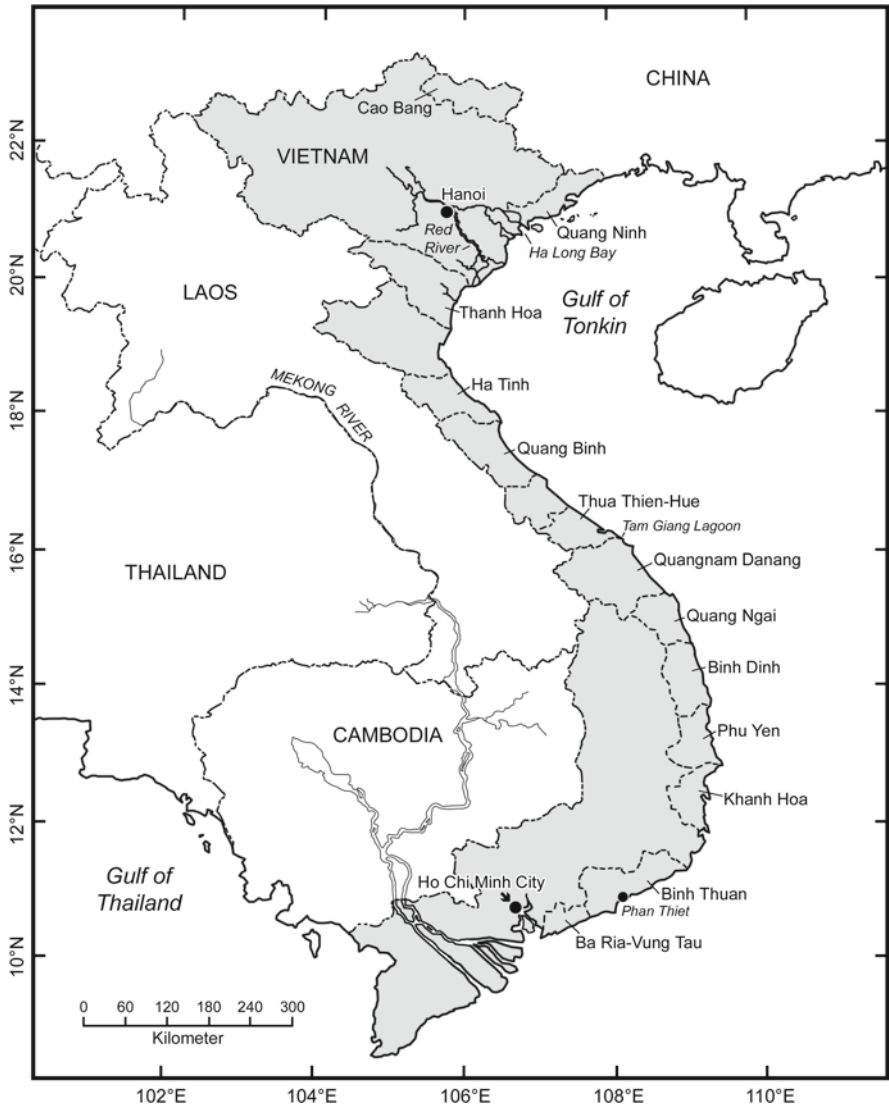 CHINA
Cao Bang
22°N
VIETNAM
Hanoi
Red
River
Quang Ninh
Ha Long Bay
20°N
LAOS
Gulf of
Tonkin
Thanh Hoa
MEKONG
RIVER
Ha Tinh
18°N
Quang Binh
Thua Thien-Hue
Tam Giang Lagoon
16°N
THAILAND
Quangnam Danang
Quang Ngai
Binh Dinh
14°N
CAMBODIA
Phu Yen
Khanh Hoa
12°N
Gulf of
Thailand
Ho Chi Minh City
Binh Thuan
Phan Thiet
Ba Ria-Vung Tau
10°N
0 60 120 180 240 300
Kilometer
102°E 104°E 106°E 108°E 110°E